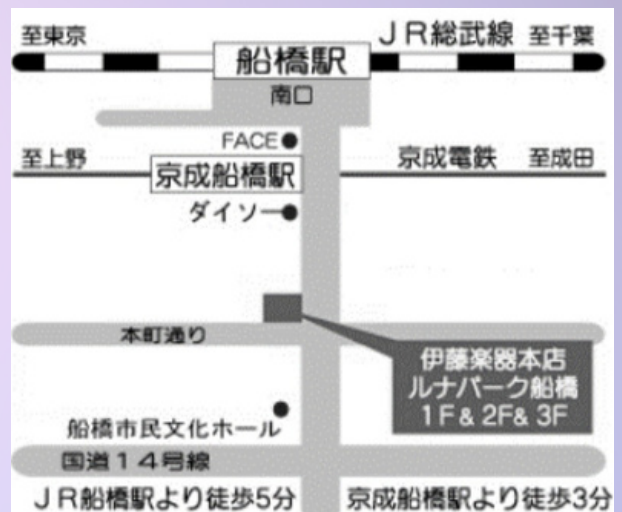 至東京
ＪＲ総武線
至千葉
船橋駅
南口
FACE
至上野
京成船橋駅
京成電鉄
至成田
ダイソー
本町通り
伊藤楽器本店
ルナパーク船橋
1F & 2F& 3F
船橋市民文化ホール
国道１４号線
ＪＲ船橋駅より徒歩5分
京成船橋駅より徒歩3分